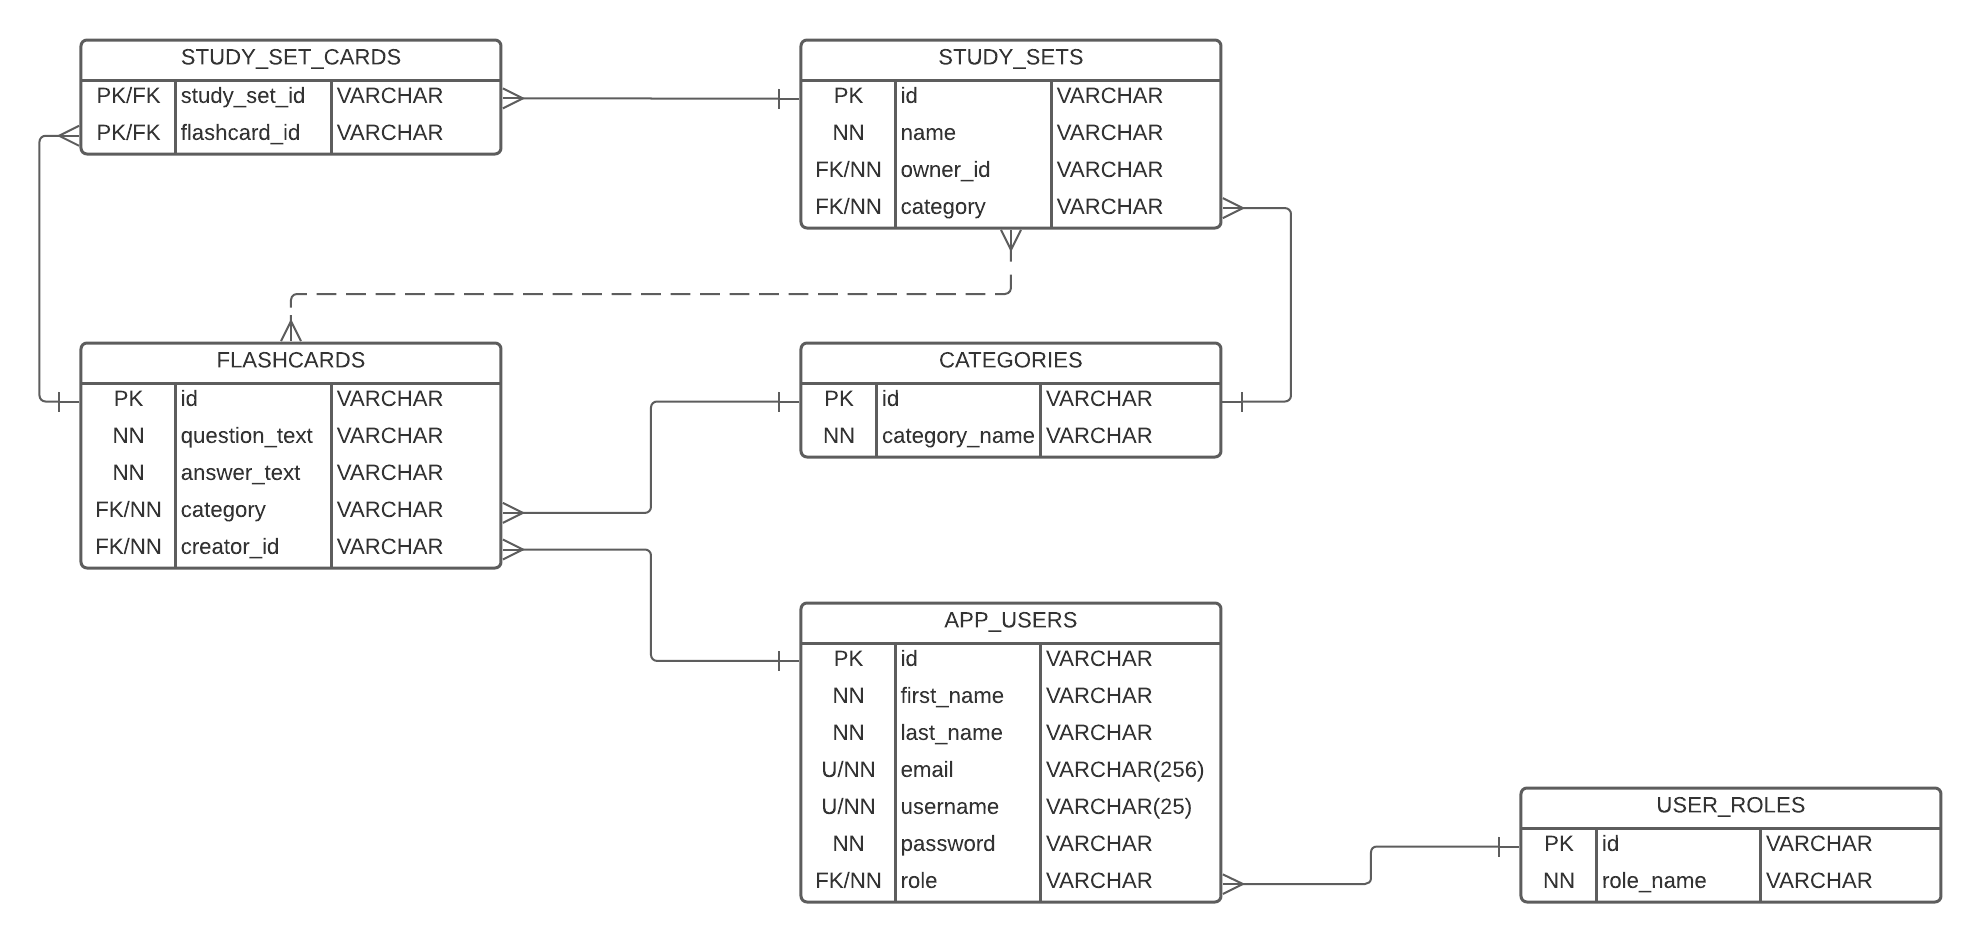 STUDY_SET_CARDS
PK/FK study_set_id VARCHAR
PK/FK flashcard_id VARCHAR
STUDY_SETS
PK id VARCHAR
NN name VARCHAR
FK/NN owner_id VARCHAR
FK/NN category VARCHAR
FLASHCARDS
PK id VARCHAR
NN question_text VARCHAR
NN answer_text VARCHAR
FK/NN category VARCHAR
FK/NN creator_id VARCHAR
CATEGORIES
PK id VARCHAR
NN category_name VARCHAR
APP_USERS
PK id VARCHAR
NN first_name VARCHAR
NN last_name VARCHAR
U/NN email VARCHAR(256)
U/NN username VARCHAR(25)
NN password VARCHAR
FK/NN role VARCHAR
USER_ROLES
PK id VARCHAR
NN role_name VARCHAR